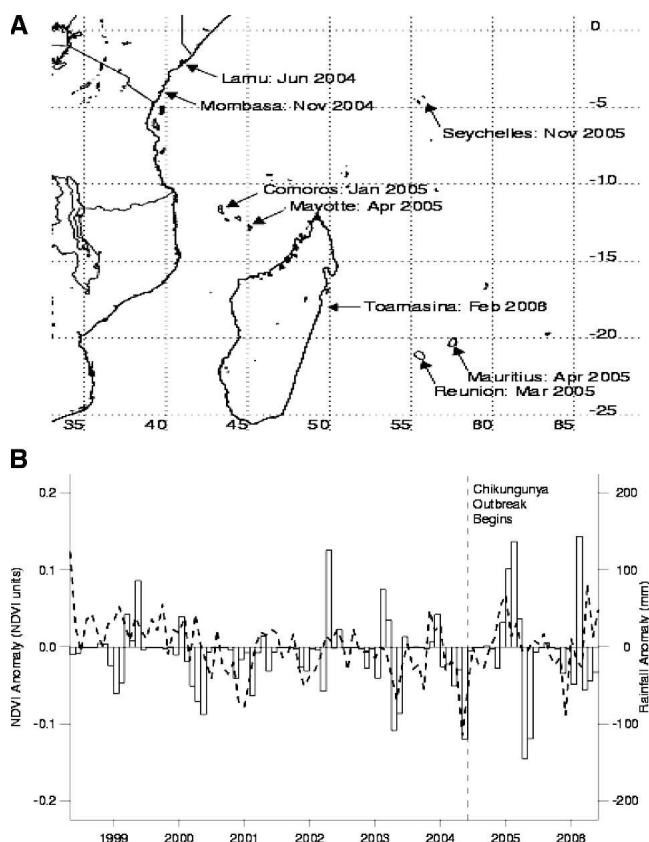 A
0
Lamu: Jun 2004
Mombasa: Nov 2004
-5
Seychelles: Nov 2005
-10
Comoros: Jan 2005
Mayotte: Apr 2005
-15
Toamasina: Feb 2006
-20
Mauritius: Apr 2005
Reunion: Mar 2005
-25
35 40 45 50 55 60 65
B
0.2 200
Chikungunya
Outbreak
Begins
0.1 100
0.0 0
-0.1 -100
-0.2 -200
NDVI Anomaly (NDVI units)
Rainfall Anomaly (mm)
1999 2000 2001 2002 2003 2004 2005 2006